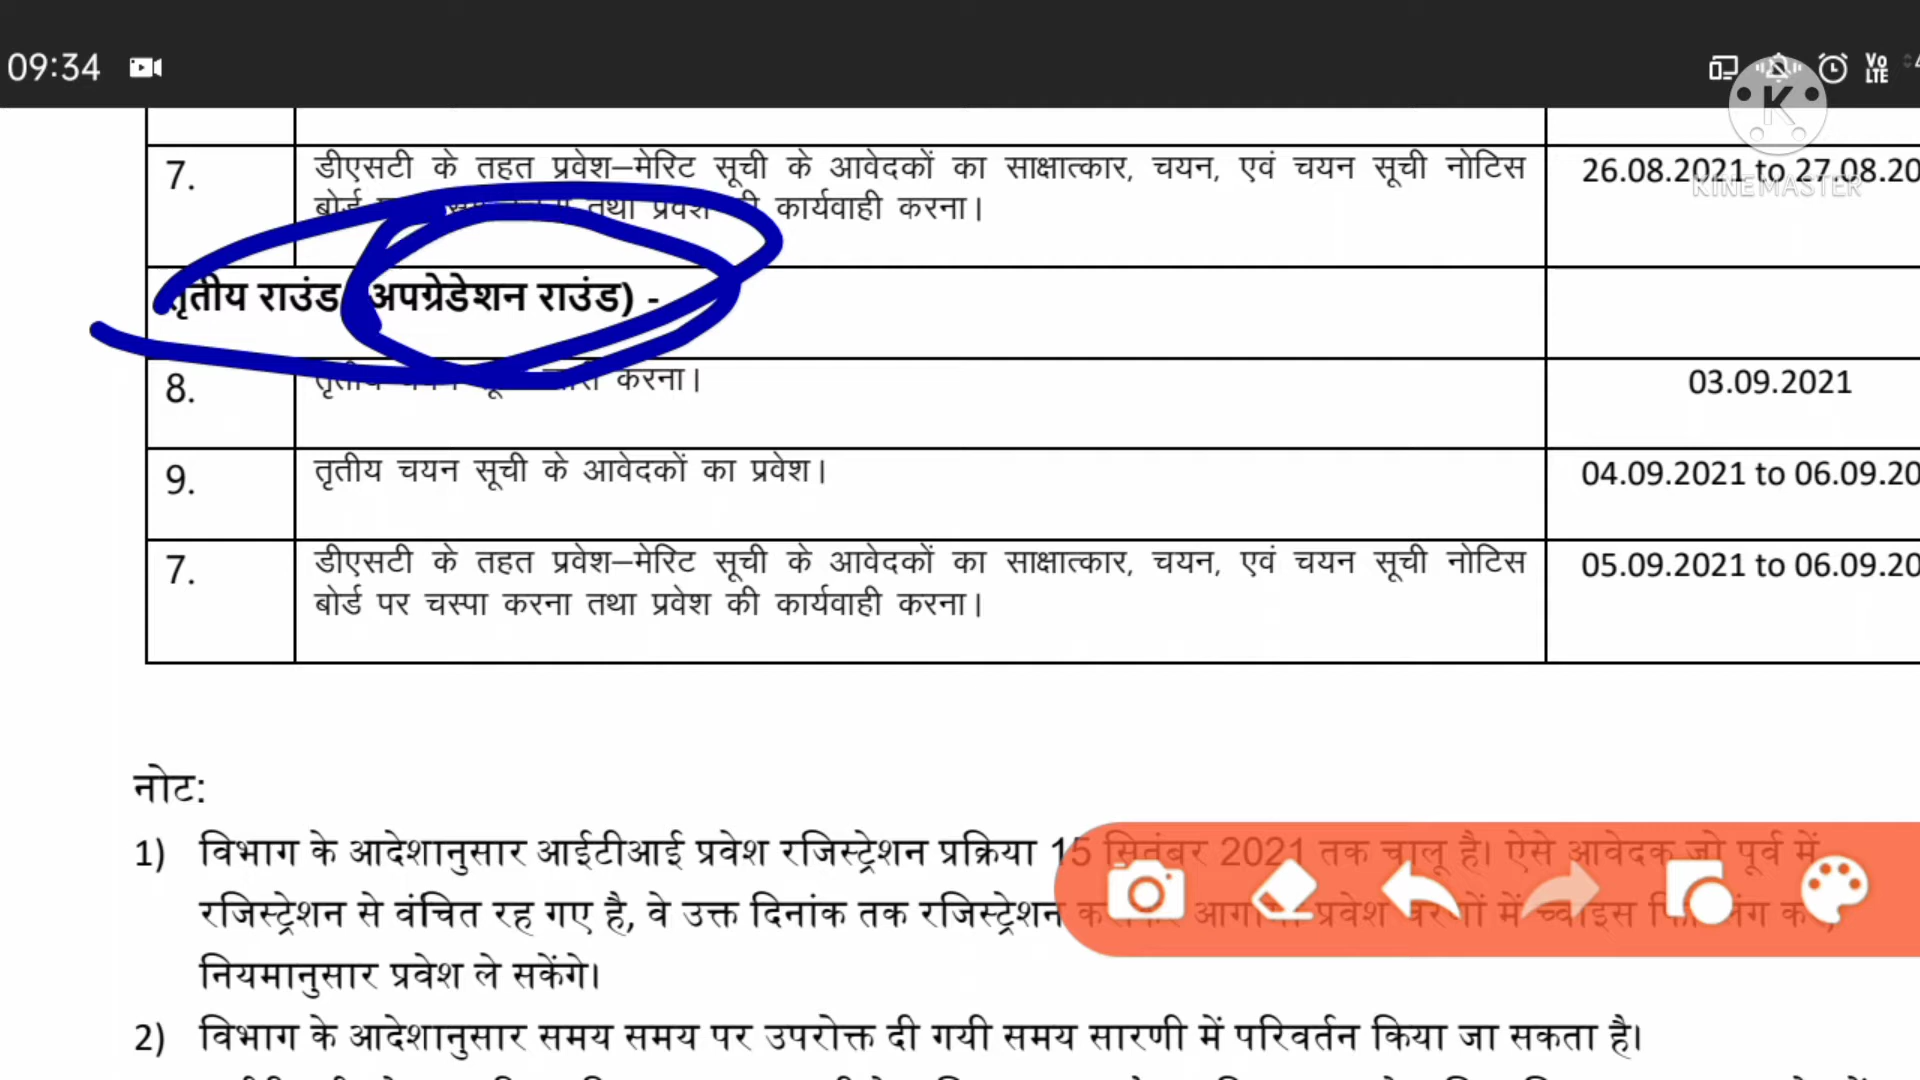 09:34
Vo
LTE
K
KINEMASTER
7.
डीएसटी के तहत प्रवेश–मेरिट सूची के आवेदकों का साक्षात्कार, चयन, एवं चयन सूची नोटिस
26.08.2021 to 27.08.20
बोर्ड तथा प्रवेश की कार्यवाही करना।
तृतीय राउंड (अपग्रेडेशन राउंड) -
8.
तृतीय करना।
03.09.2021
9.
तृतीय चयन सूची के आवेदकों का प्रवेश।
04.09.2021 to 06.09.20
7.
डीएसटी के तहत प्रवेश–मेरिट सूची के आवेदकों का साक्षात्कार, चयन, एवं चयन सूची नोटिस
05.09.2021 to 06.09.20
बोर्ड पर चस्पा करना तथा प्रवेश की कार्यवाही करना।
नोट:
1) विभाग के आदेशानुसार आईटीआई प्रवेश रजिस्ट्रेशन प्रक्रिया 15 सितंबर 2021 तक चालू है। ऐसे आवेदक जो पूर्व में
रजिस्ट्रेशन से वंचित रह गए है, वे उक्त दिनांक तक रजिस्ट्रेशन प्रवेश में च्वाइस
नियमानुसार प्रवेश ले सकेंगे।
2) विभाग के आदेशानुसार समय समय पर उपरोक्त दी गयी समय सारणी में परिवर्तन किया जा सकता है।